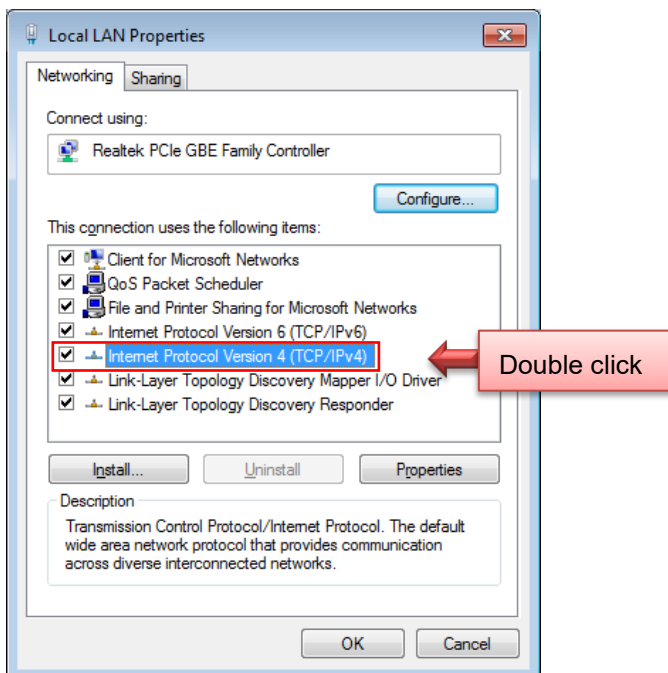 Local LAN Properties
Networking
Sharing
Connect using:
Realtek PCIe GBE Family Controller
Configure...
This connection uses the following items:
Client for Microsoft Networks
QoS Packet Scheduler
File and Printer Sharing for Microsoft Networks
Internet Protocol Version 6 (TCP/IPv6)
Internet Protocol Version 4 (TCP/IPv4)
Double click
Link-Layer Topology Discovery Mapper I/O Driver
Link-Layer Topology Discovery Responder
Install...
Uninstall
Properties
Description
Transmission Control Protocol/Internet Protocol. The default
wide area network protocol that provides communication
across diverse interconnected networks.
OK
Cancel